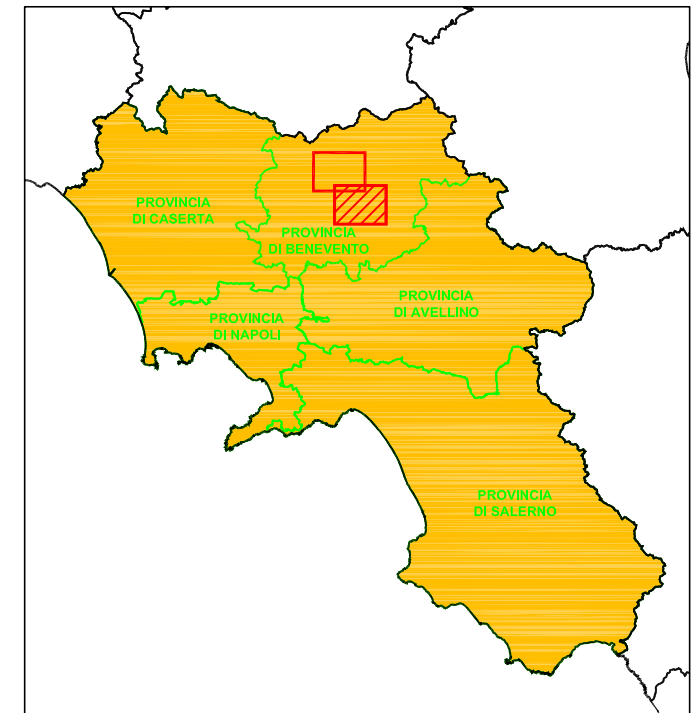 PROVINCIA
DI CASERTA
PROVINCIA
DI BENEVENTO
PROVINCIA
DI AVELLINO
PROVINCIA
DI NAPOLI
PROVINCIA
DI SALERNO